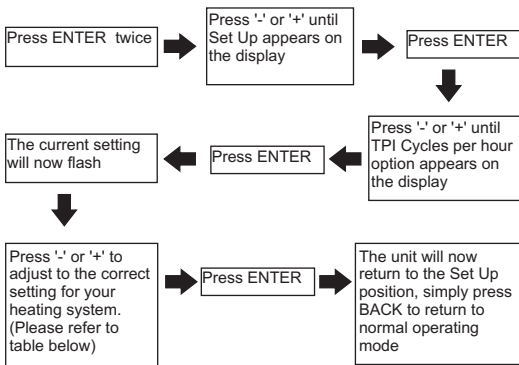 Press ENTER  twice
Press '-' or '+' until
Set Up appears on
the display
Press ENTER
Press '-' or '+' until
TPI Cycles per hour
option appears on
the display
Press ENTER
The current setting
will now flash
Press '-' or '+' to
adjust to the correct
setting for your
heating system.
(Please refer to
table below)
Press ENTER
The unit will now
return to the Set Up
position, simply press
BACK to return to
normal operating
mode